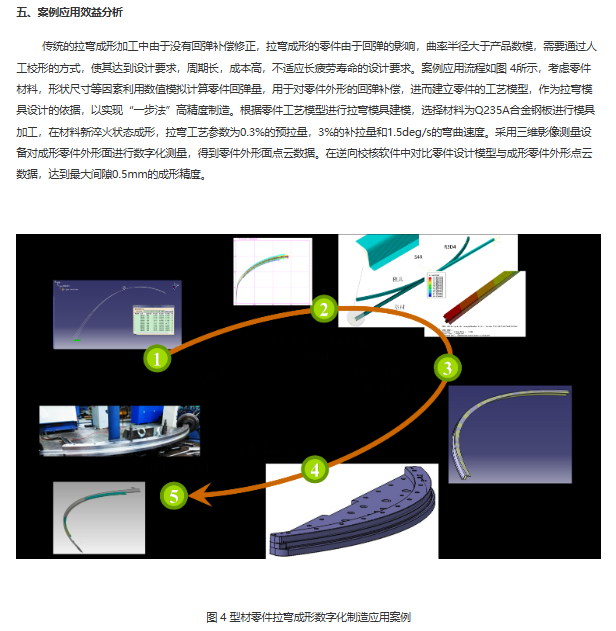 五、案例应用效益分析
传统的拉弯成形加工中由于没有回弹补偿修正，拉弯成形的零件由于回弹的影响，曲率半径大于产品数模，需要通过人
工校形的方式，使其达到设计要求，周期长，成本高，不适应长疲劳寿命的设计要求。案例应用流程如图 4所示，考虑零件
材料，形状尺寸等因素利用数值模拟计算零件回弹量，用于对零件外形的回弹补偿，进而建立零件的工艺模型，作为拉弯模
具设计的依据，以实现“一步法”高精度制造。根据零件工艺模型进行拉弯模具建模，选择材料为Q235A合金钢板进行模具
加工，在材料新卒火状态成形，拉弯工艺参数为0.3%的预拉量，3%的补拉量和1.5deg/s的弯曲速度。采用三维影像测量设
备对成形零件外形面进行数字化测量，得到零件外形面点云数据。在逆向校核软件中对比零件设计模型与成形零件外形点云
数据，达到最大间隙0.5mm的成形精度。
S4R
R3D4
模具
型材
1
2
3
4
5
图 4 型材零件拉弯成形数字化制造应用案例